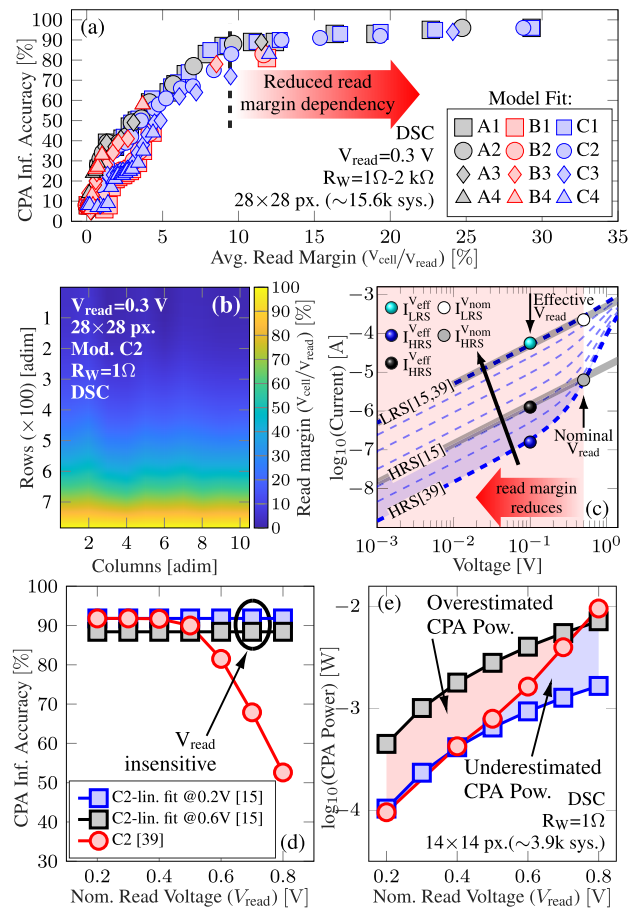 (a)
CPA Inf. Accuracy [%]
100
90
80
70
60
50
40
30
20
10
0
Reduced read
margin dependency
DSC
V_read=0.3 V
R_W=1Ω-2 kΩ
28×28 px. (~15.6k sys.)
Model Fit:
A1 B1 C1
A2 B2 C2
A3 B3 C3
A4 B4 C4
0 5 10 15 20 25 30 35
Avg. Read Margin (V_cell/V_read) [%]
(b)
V_read=0.3 V
28×28 px.
Mod. C2
R_W=1Ω
DSC
Rows (×100) [adim]
1
2
3
4
5
6
7
2 4 6 8 10
Columns [adim]
100
90
80
70
60
50
40
30
20
10
0
Read margin (V_cell/V_read) [%]
(c)
log10(Current) [A]
−3
−4
−5
−6
−7
−8
I_LRS^Veff I_LRS^Vnom
I_HRS^Veff I_HRS^Vnom
I_HRS^Veff
Effective
V_read
LRS[15,39]
HRS[15]
HRS[39]
Nominal
V_read
read margin
reduces
10^−3 10^−2 10^−1 10^0
Voltage [V]
(d)
CPA Inf. Accuracy [%]
100
90
80
70
60
50
40
30
V_read
insensitive
C2-lin. fit @0.2V [15]
C2-lin. fit @0.6V [15]
C2 [39]
0.2 0.4 0.6 0.8
Nom. Read Voltage (V_read) [V]
(e)
log10(CPA Power) [W]
−2
−3
−4
Overestimated
CPA Pow.
Underestimated
CPA Pow.
DSC
R_W=1Ω
14×14 px.(~3.9k sys.)
0.2 0.4 0.6 0.8
Nom. Read Voltage (V_read) [V]